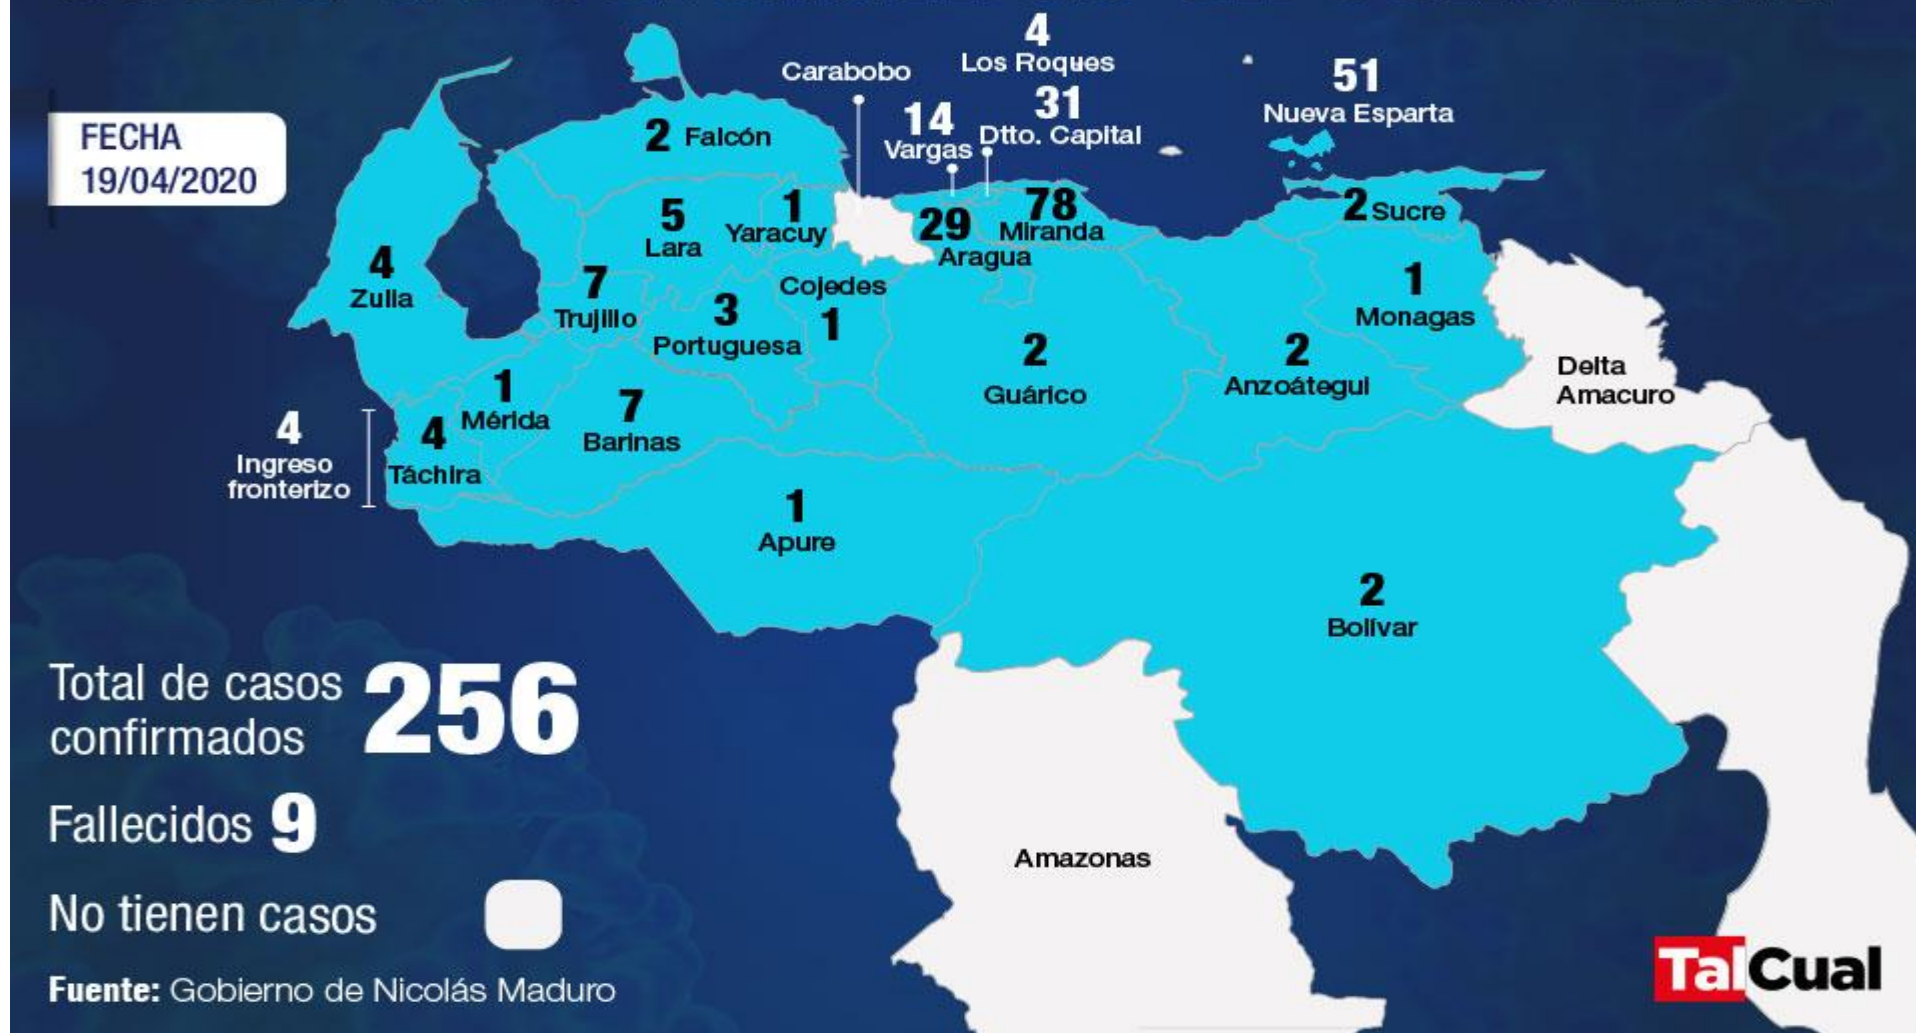 FECHA
19/04/2020
4
Los Roques
Carabobo
51
Nueva Esparta
31
Dtto. Capital
14
Vargas
2 Falcón
5
Lara
1
Yaracuy
29
Aragua
78
Miranda
2 Sucre
4
Zulia
7
Trujillo
3
Portuguesa
Cojedes
1
2
Guárico
2
Anzoátegui
1
Monagas
Delta
Amacuro
1
Mérida
7
Barinas
4
Táchira
4
Ingreso
fronterizo
1
Apure
2
Bolívar
Amazonas
Total de casos
confirmados
256
Fallecidos 9
No tienen casos
Fuente: Gobierno de Nicolás Maduro
TalCual